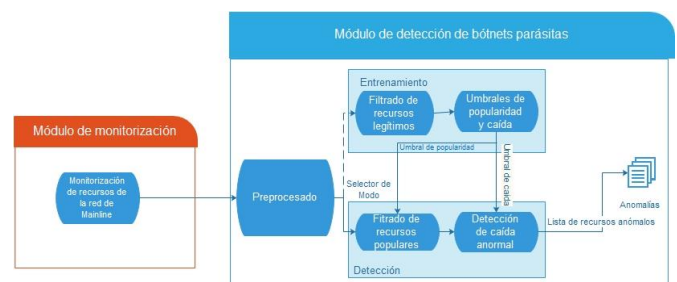 Módulo de detección de bótnets parásitas
Entrenamiento
Filtrado de
recursos
legítimos
Umbrales de
popularidad
y caída
Módulo de monitorización
Umbral de popularidad
Umbral de caída
Monitorización
de recursos de
la red de
Mainline
Preprocesado
Selector de
Modo
Fitrado de
recursos
populares
Detección
de caída
anormal
Lista de recursos anómalos
Anomalías
Detección